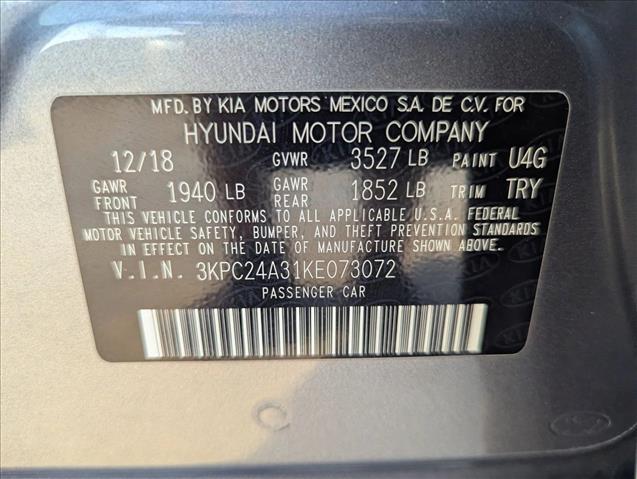 MFD. BY KIA MOTORS MEXICO S.A. DE C.V. FOR
HYUNDAI MOTOR COMPANY
12/18 GVWR 3527 LB PAINT U4G
GAWR FRONT 1940 LB GAWR REAR 1852 LB TRIM TRY
THIS VEHICLE CONFORMS TO ALL APPLICABLE U.S.A. FEDERAL
MOTOR VEHICLE SAFETY, BUMPER, AND THEFT PREVENTION STANDARDS
IN EFFECT ON THE DATE OF MANUFACTURE SHOWN ABOVE.
V.I.N. 3KPC24A31KE073072
PASSENGER CAR